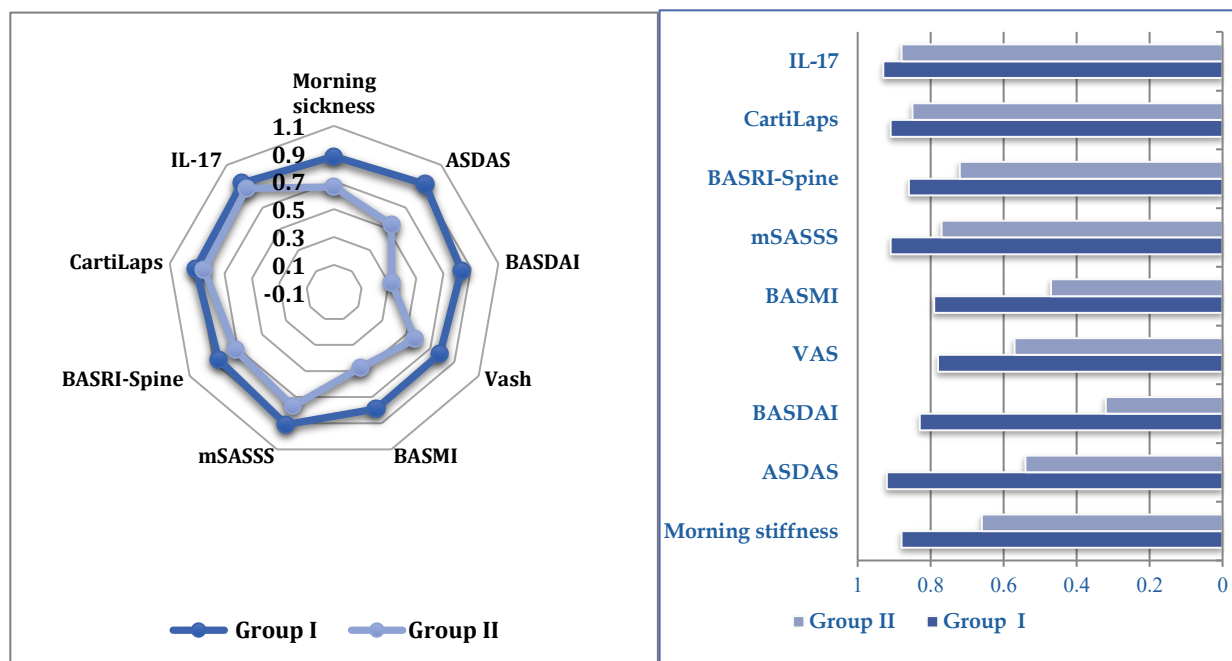 Morning
sickness
1.1
0.9
0.7
0.5
0.3
0.1
-0.1
ASDAS
BASDAI
Vash
BASMI
mSASSS
BASRI-Spine
CartiLaps
IL-17
Group I
Group II
IL-17
CartiLaps
BASRI-Spine
mSASSS
BASMI
VAS
BASDAI
ASDAS
Morning stiffness
1 0.8 0.6 0.4 0.2 0
Group II Group I